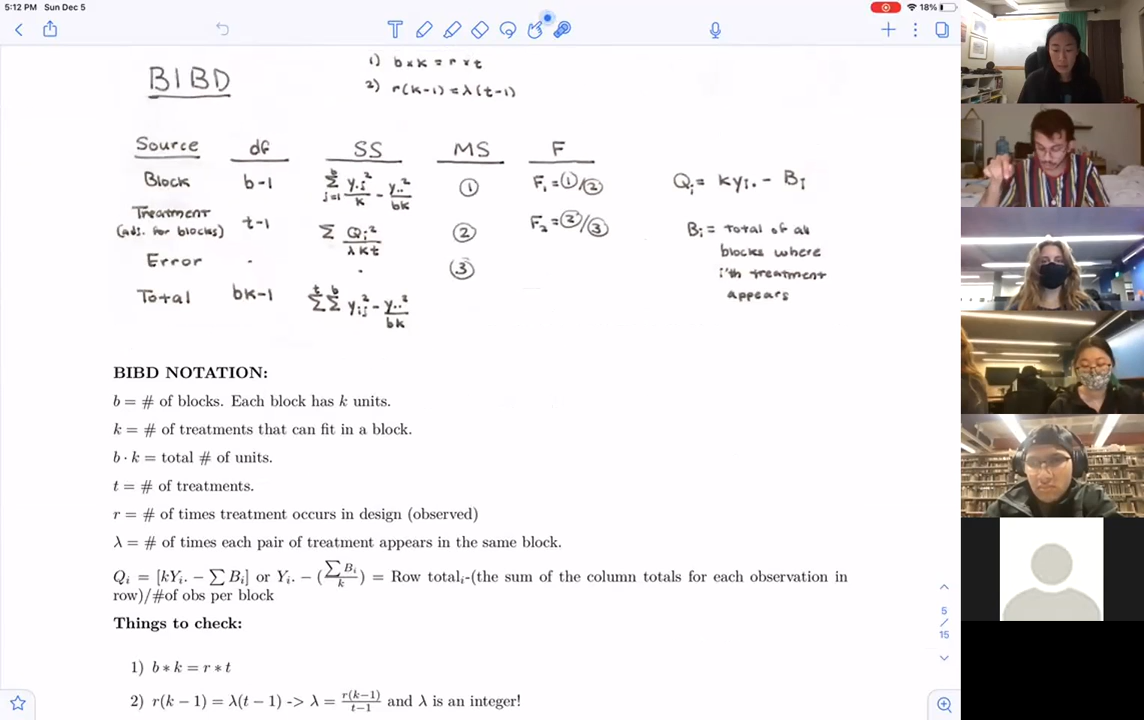 5:12 PM Sun Dec 5
18%
1) b*k = r*t
BIBD
2) r(k-1) = λ(t-1)
Source df SS MS F
Block b-1 Σ_{j=1}^{b} y.j²/k - y..²/bk ① F₁ = ①/② Qi = kyi. - Bi
Treatment (adj. for blocks) t-1 Σ Qi²/λkt ② F₂ = ②/③
Bi = Total of all
blocks where
i'th treatment
appears
Error . . ③
Total bk-1 Σ^t Σ^b yij² - y..²/bk
BIBD NOTATION:
b = # of blocks. Each block has k units.
k = # of treatments that can fit in a block.
b · k = total # of units.
t = # of treatments.
r = # of times treatment occurs in design (observed)
λ = # of times each pair of treatment appears in the same block.
Qi = [kYi. − ∑ Bi] or Yi. − (∑ Bi/k) = Row totali-(the sum of the column totals for each observation in
row)/#of obs per block
Things to check:
1) b ∗ k = r ∗ t
2) r(k − 1) = λ(t − 1) -> λ = r(k−1)/t−1 and λ is an integer!
5
/
15